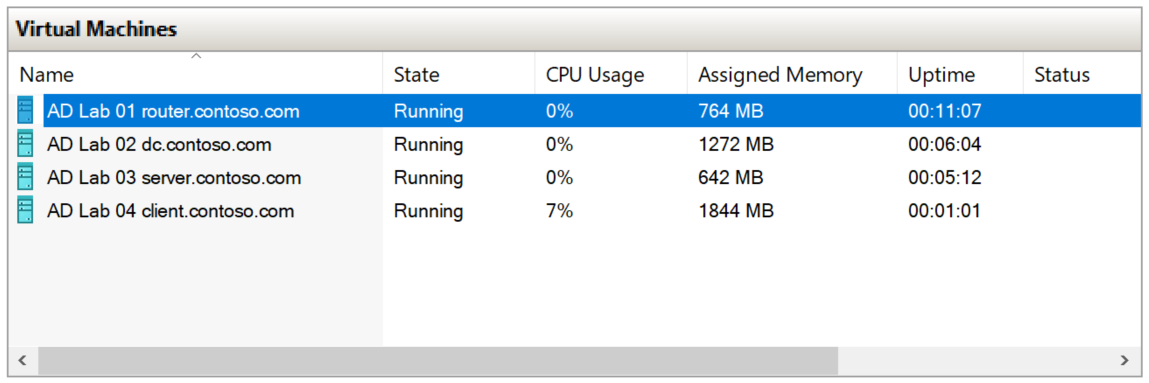 Virtual Machines
Name State CPU Usage Assigned Memory Uptime Status
AD Lab 01 router.contoso.com Running 0% 764 MB 00:11:07
AD Lab 02 dc.contoso.com Running 0% 1272 MB 00:06:04
AD Lab 03 server.contoso.com Running 0% 642 MB 00:05:12
AD Lab 04 client.contoso.com Running 7% 1844 MB 00:01:01